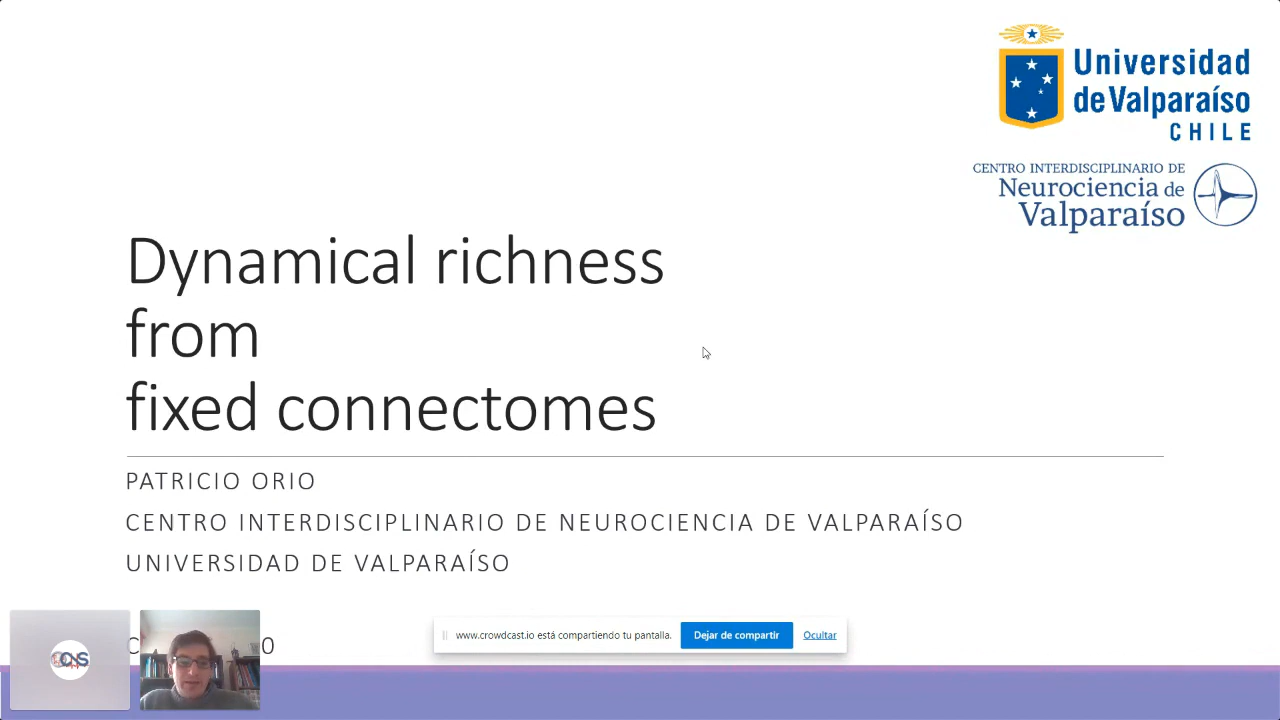 Universidad
de Valparaíso
CHILE
CENTRO INTERDISCIPLINARIO DE
Neurociencia de
Valparaíso
Dynamical richness
from
fixed connectomes
PATRICIO ORIO
CENTRO INTERDISCIPLINARIO DE NEUROCIENCIA DE VALPARAÍSO
UNIVERSIDAD DE VALPARAÍSO
www.crowdcast.io está compartiendo tu pantalla.
Dejar de compartir
Ocultar